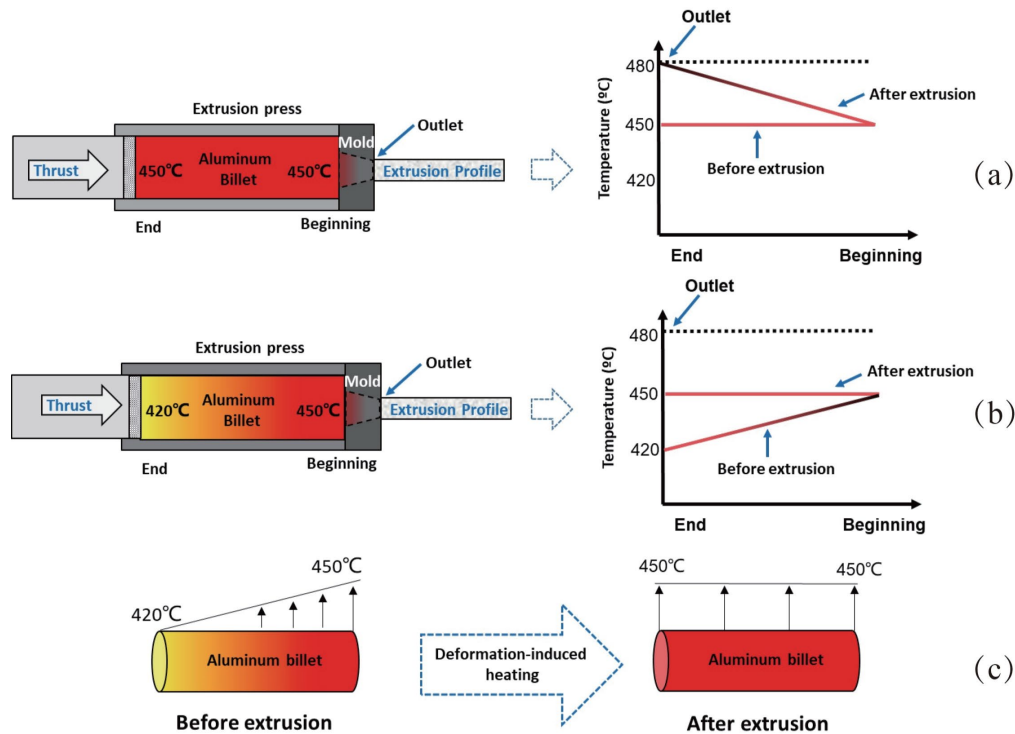 Extrusion press
Outlet
Mold
Thrust
450℃
Aluminum
Billet
450℃
Extrusion Profile
End
Beginning
Outlet
Temperature (ºC)
480
450
420
After extrusion
Before extrusion
End
Beginning
(a)
Extrusion press
Outlet
Mold
Thrust
420℃
Aluminum
Billet
450℃
Extrusion Profile
End
Beginning
Outlet
Temperature (ºC)
480
450
420
After extrusion
Before extrusion
End
Beginning
(b)
420℃
450℃
Aluminum billet
Before extrusion
Deformation-induced
heating
450℃
450℃
Aluminum billet
After extrusion
(c)